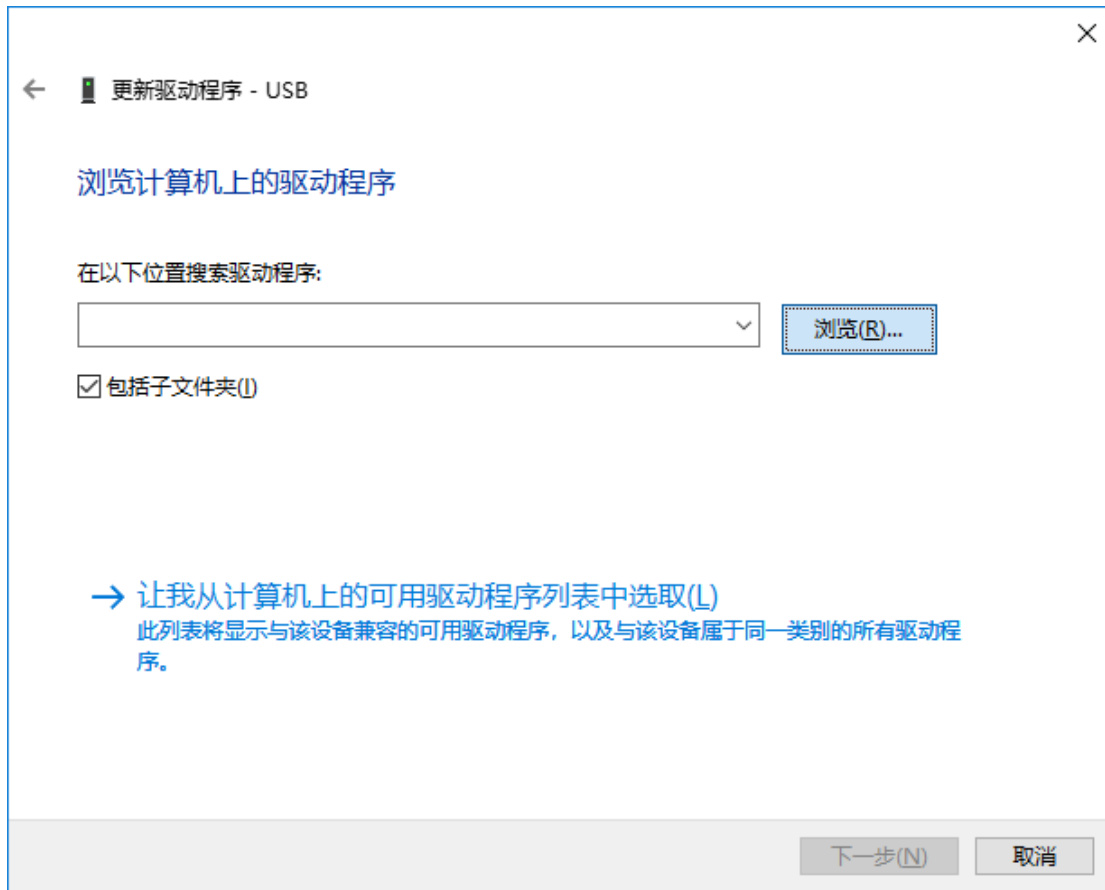 更新驱动程序 - USB
浏览计算机上的驱动程序
在以下位置搜索驱动程序:
浏览(R)...
包括子文件夹(I)
让我从计算机上的可用驱动程序列表中选取(L)
此列表将显示与该设备兼容的可用驱动程序，以及与该设备属于同一类别的所有驱动程
序。
下一步(N)
取消